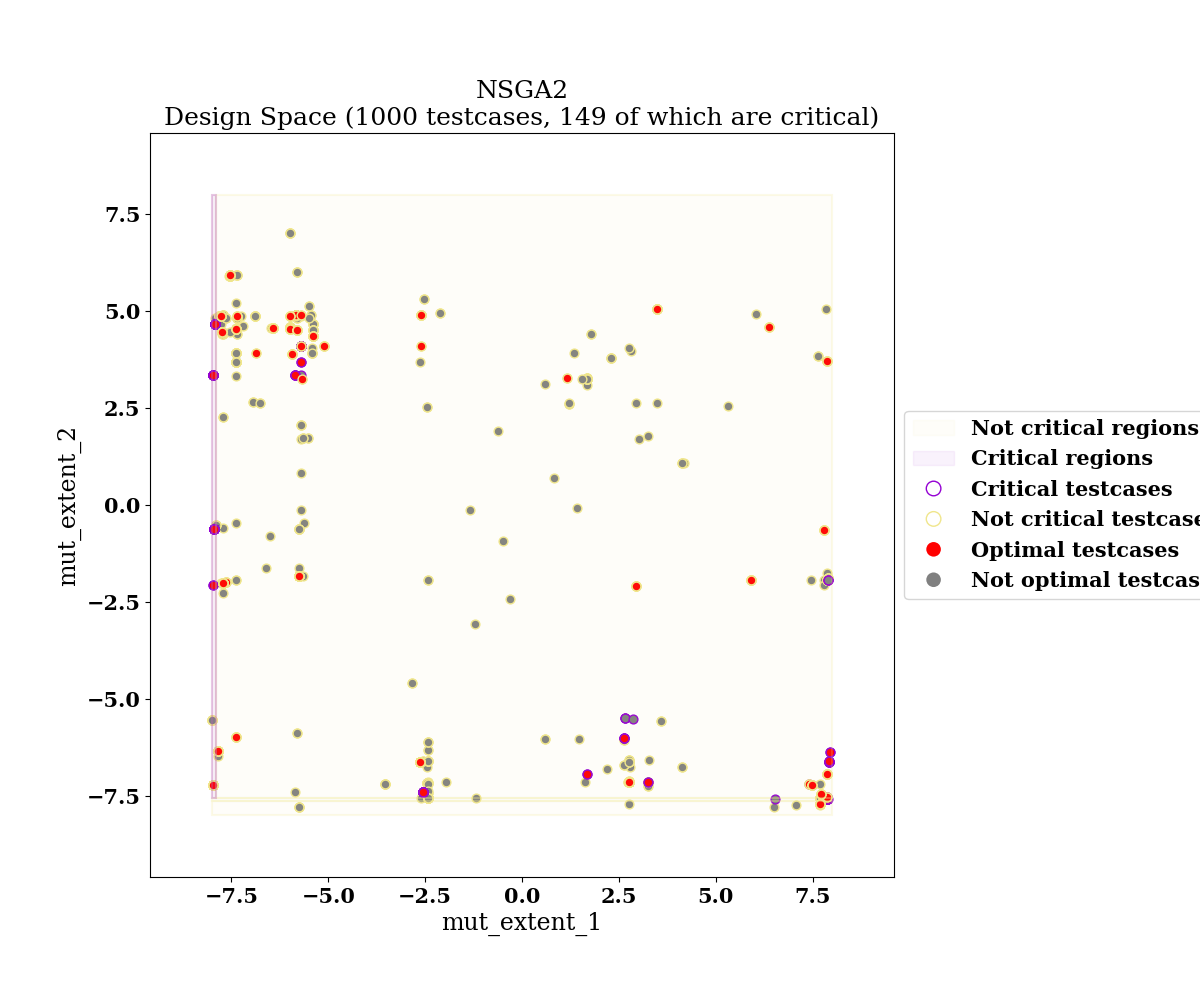 NSGA2
Design Space (1000 testcases, 149 of which are critical)
7.5
5.0
2.5
0.0
−2.5
−5.0
−7.5
mut_extent_2
−7.5
−5.0
−2.5
0.0
2.5
5.0
7.5
mut_extent_1
Not critical regions
Critical regions
Critical testcases
Not critical testcase
Optimal testcases
Not optimal testcas